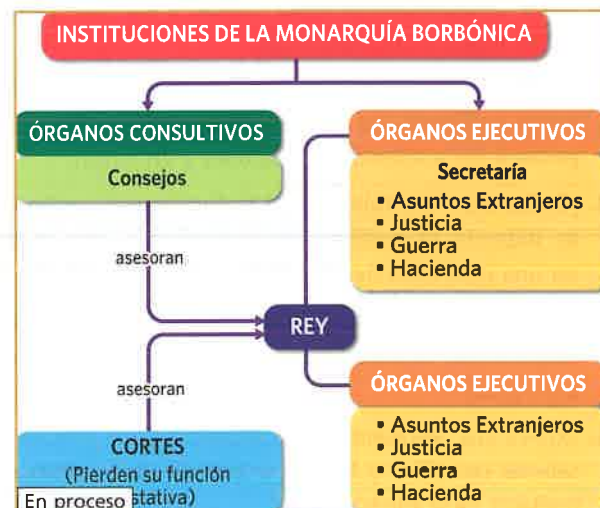 INSTITUCIONES DE LA MONARQUÍA BORBÓNICA
ÓRGANOS CONSULTIVOS
Consejos
asesoran
ÓRGANOS EJECUTIVOS
Secretaría
▪ Asuntos Extranjeros
▪ Justicia
▪ Guerra
▪ Hacienda
REY
asesoran
CORTES
(Pierden su función
stativa)
En proceso
ÓRGANOS EJECUTIVOS
▪ Asuntos Extranjeros
▪ Justicia
▪ Guerra
▪ Hacienda